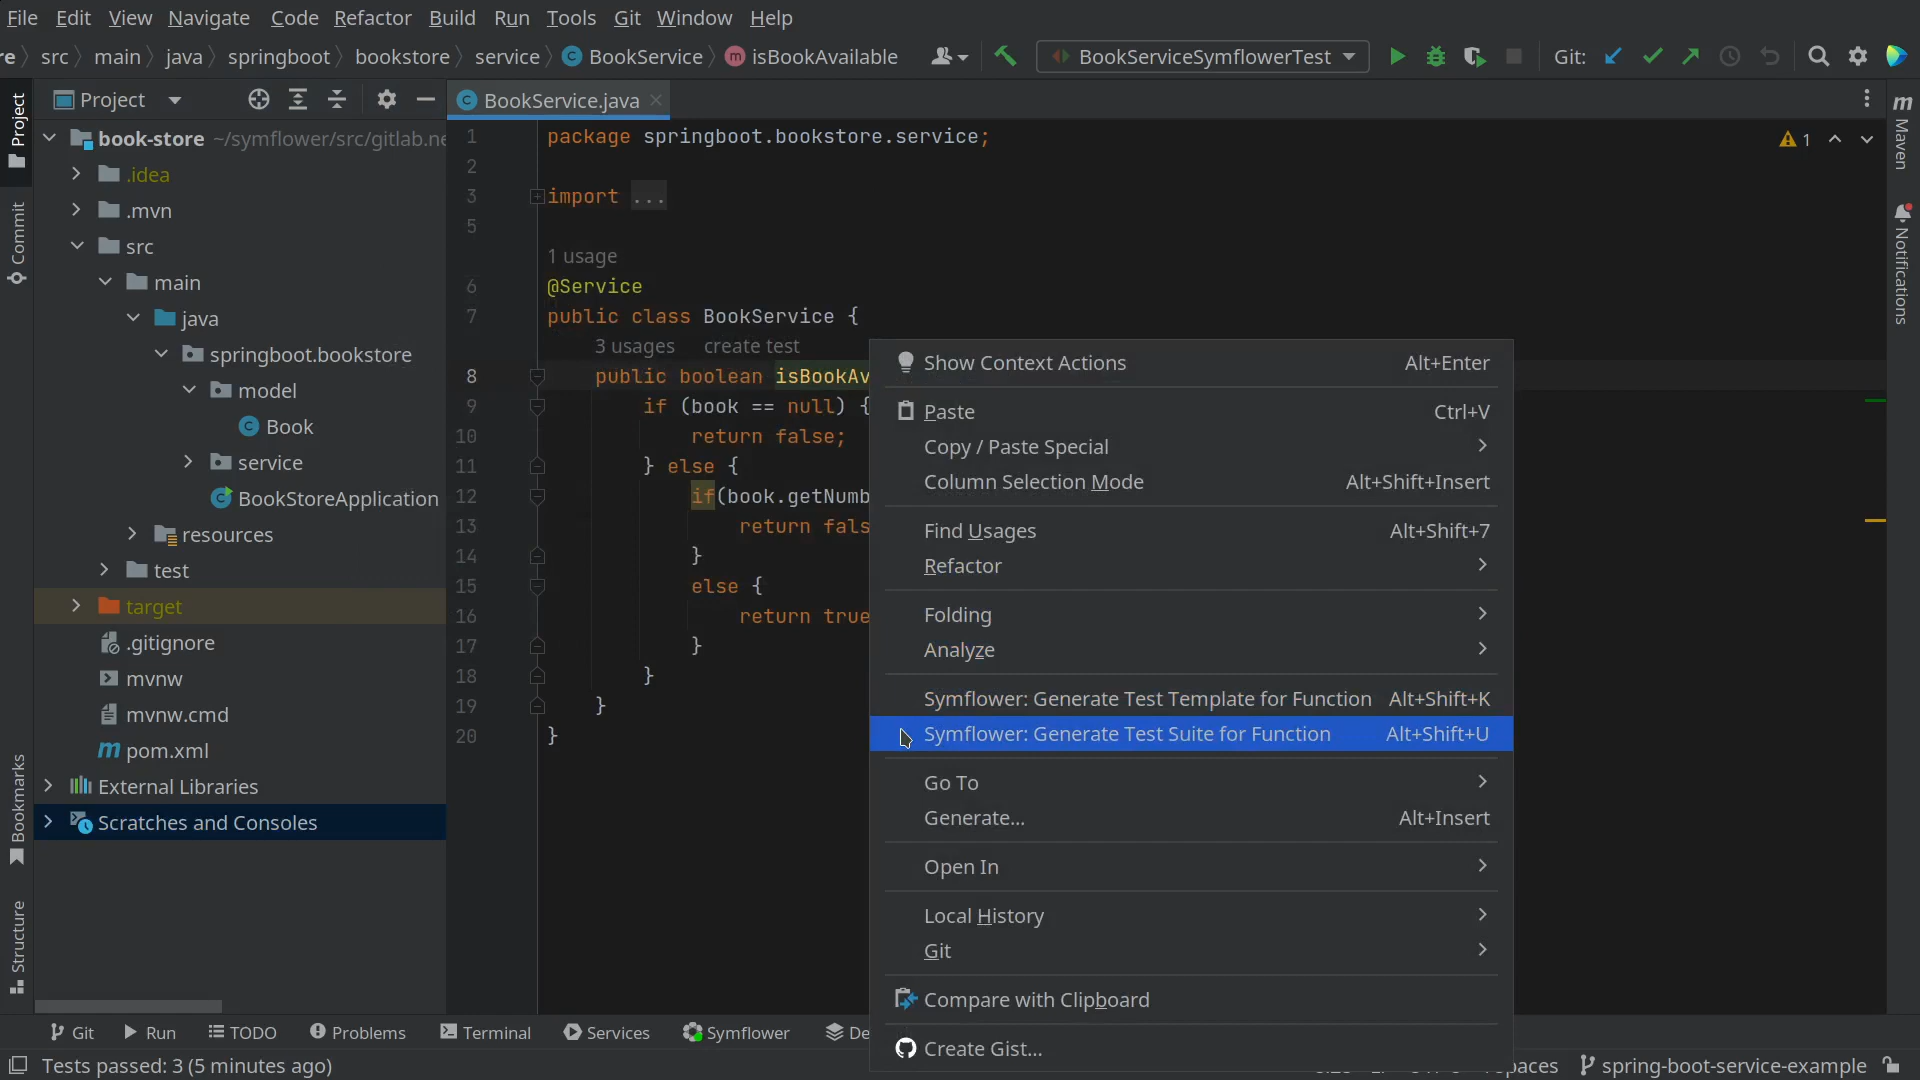 File Edit View Navigate Code Refactor Build Run Tools Git Window Help
re src main java springboot bookstore service BookService isBookAvailable BookServiceSymflowerTest Git:
Project
BookService.java
book-store ~/symflower/src/gitlab.ne
.idea
.mvn
src
main
java
springboot.bookstore
model
Book
service
BookStoreApplication
resources
test
target
.gitignore
mvnw
mvnw.cmd
pom.xml
External Libraries
Scratches and Consoles
Project
Commit
Bookmarks
Structure
1 package springboot.bookstore.service;
2
3 import ...
5
1 usage
6 @Service
7 public class BookService {
3 usages create test
8 public boolean isBookAv
9 if (book == null) {
10 return false;
11 } else {
12 if(book.getNumb
13 return fals
14 }
15 else {
16 return true
17 }
18 }
19 }
20 }
1
Show Context Actions Alt+Enter
Paste Ctrl+V
Copy / Paste Special
Column Selection Mode Alt+Shift+Insert
Find Usages Alt+Shift+7
Refactor
Folding
Analyze
Symflower: Generate Test Template for Function Alt+Shift+K
Symflower: Generate Test Suite for Function Alt+Shift+U
Go To
Generate... Alt+Insert
Open In
Local History
Git
Compare with Clipboard
Create Gist...
m Maven
Notifications
Git Run TODO Problems Terminal Services Symflower De
Tests passed: 3 (5 minutes ago)
paces spring-boot-service-example